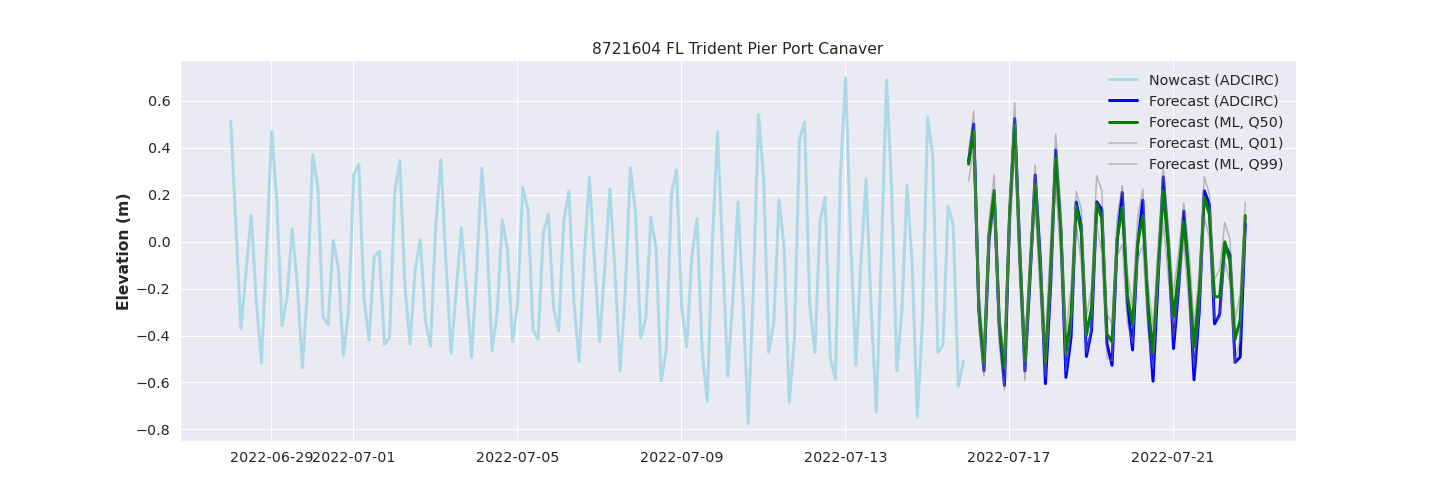 8721604 FL Trident Pier Port Canaver
Nowcast (ADCIRC)
Forecast (ADCIRC)
Forecast (ML, Q50)
Forecast (ML, Q01)
Forecast (ML, Q99)
Elevation (m)
0.6
0.4
0.2
0.0
−0.2
−0.4
−0.6
−0.8
2022-06-29 2022-07-01 2022-07-05 2022-07-09 2022-07-13 2022-07-17 2022-07-21